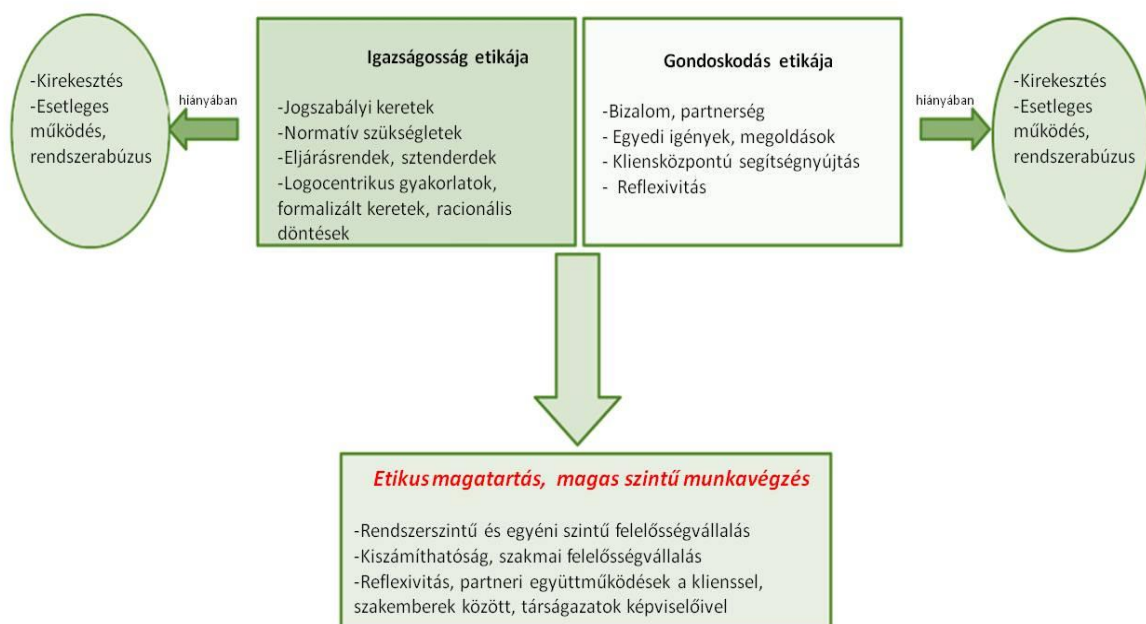 -Kirekesztés
-Esetleges
működés,
rendszerabúzus
hiányában
Igazságosság etikája
-Jogszabályi keretek
-Normatív szükségletek
-Eljárásrendek, sztenderdek
-Logocentrikus gyakorlatok,
formalizált keretek, racionális
döntések
Gondoskodás etikája
-Bizalom, partnerség
- Egyedi igények, megoldások
- Kliensközpontú segítségnyújtás
- Reflexivitás
hiányában
-Kirekesztés
-Esetleges
működés,
rendszerabúzus
Etikus magatartás, magas szintű munkavégzés
-Rendszerszintű és egyéni szintű felelősségvállalás
-Kiszámíthatóság, szakmai felelősségvállalás
-Reflexivitás, partneri együttműködések a klienssel,
szakemberek között, társágazatok képviselőivel